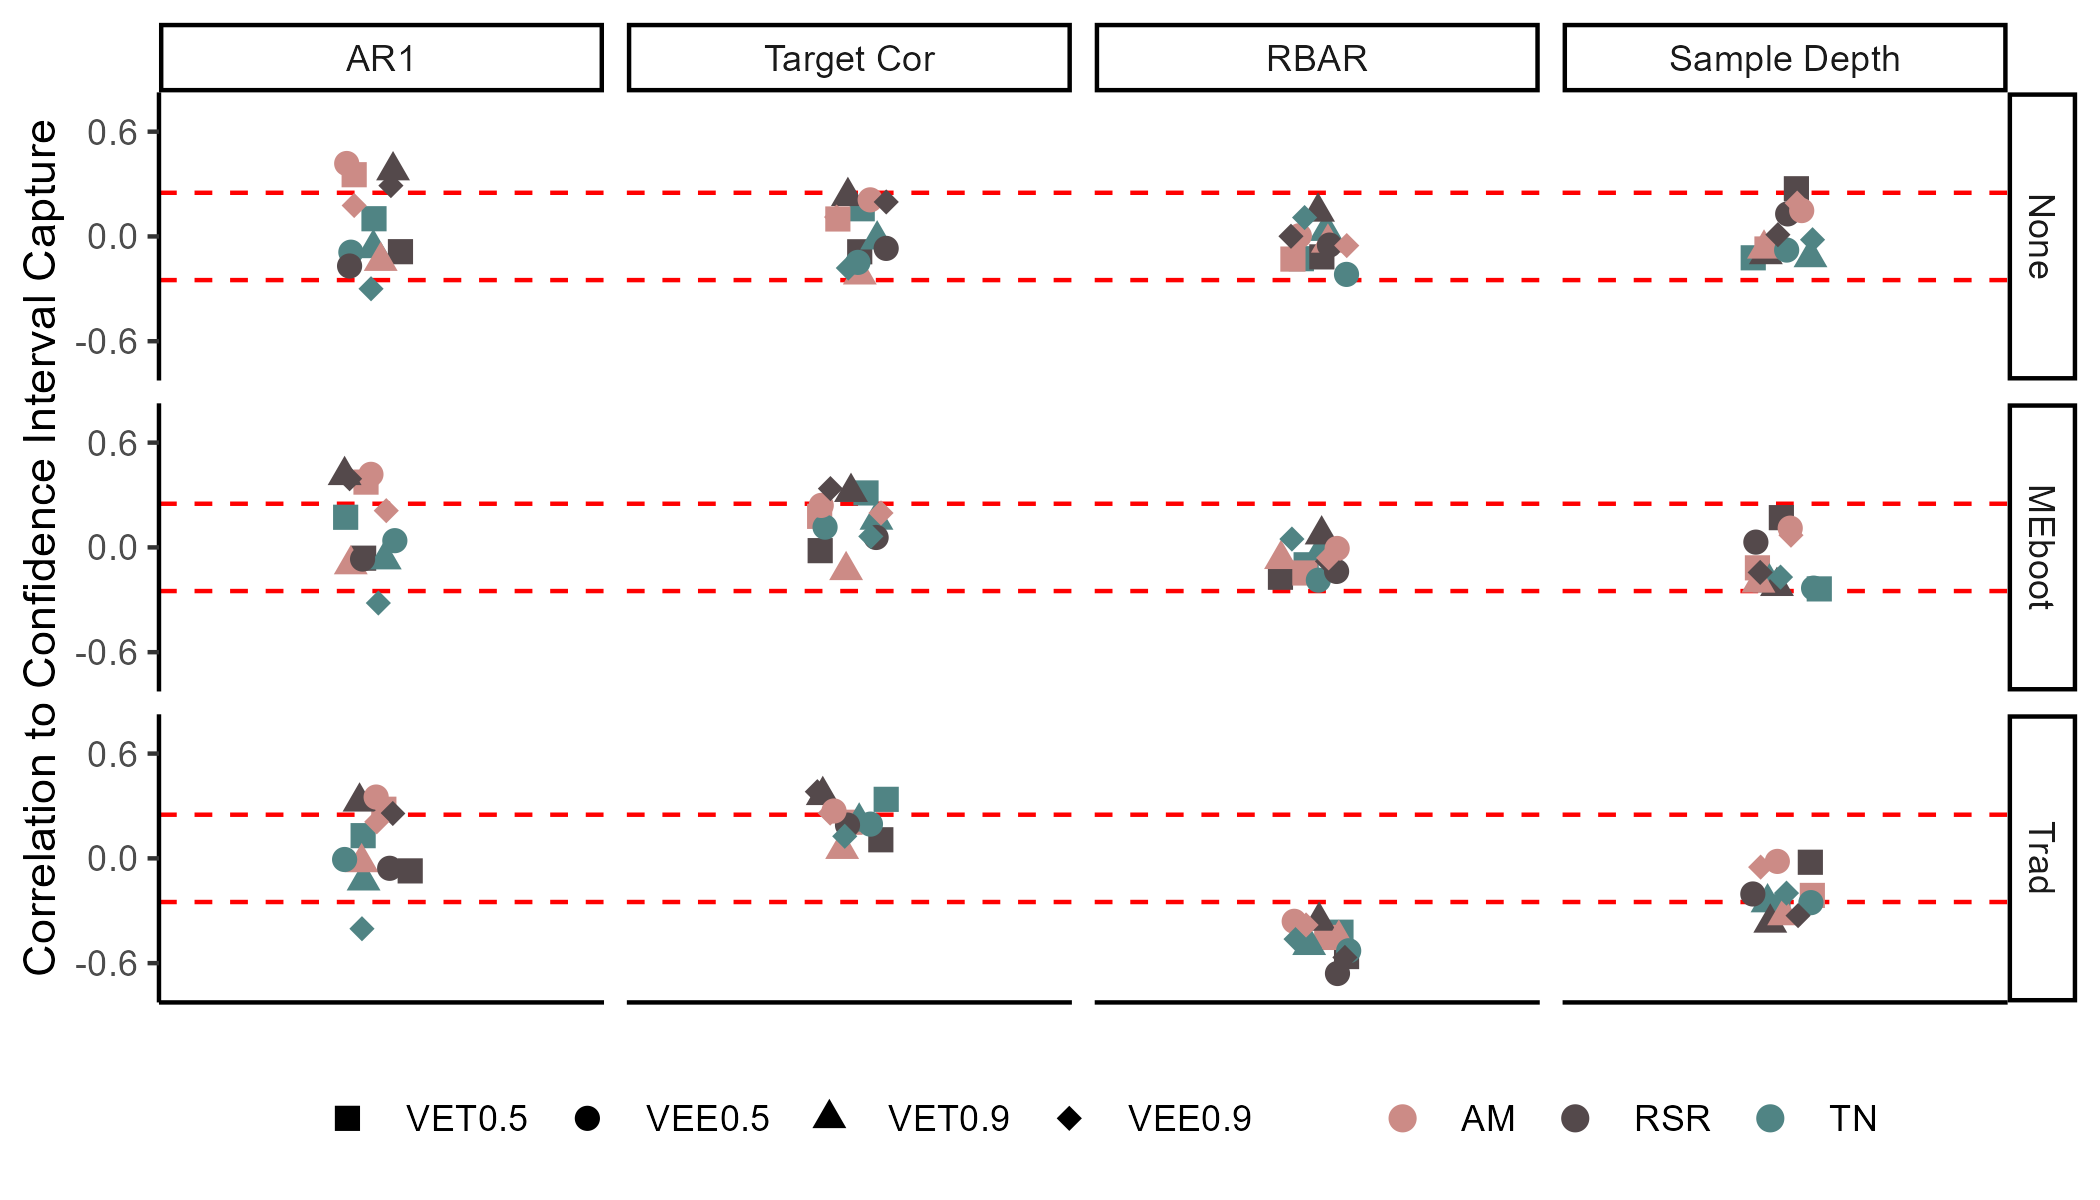 AR1 Target Cor RBAR Sample Depth
Correlation to Confidence Interval Capture
0.6
0.0
-0.6
None
0.6
0.0
-0.6
MEboot
0.6
0.0
-0.6
Trad
VET0.5 VEE0.5 VET0.9 VEE0.9 AM RSR TN